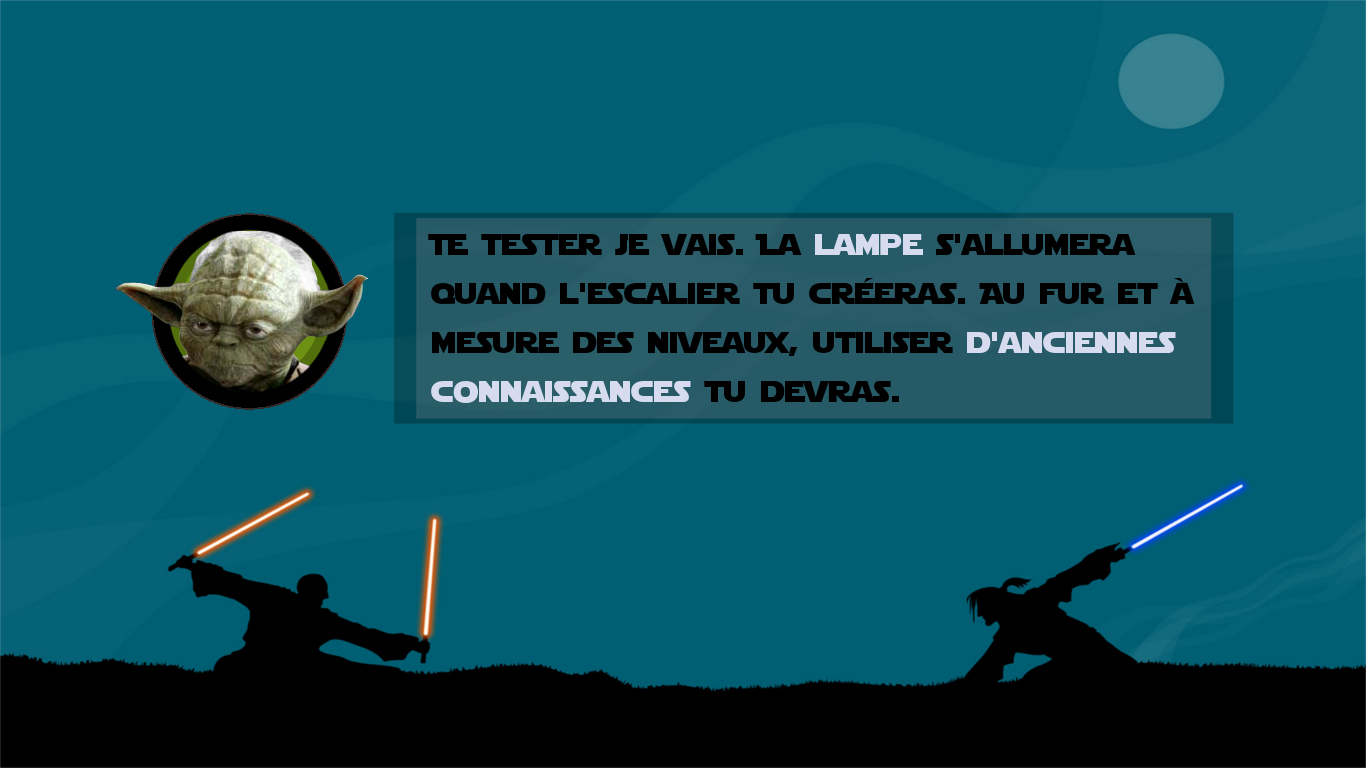 Te tester je vais. La lampe s'allumera
quand l'escalier tu créeras. Au fur et à
mesure des niveaux, utiliser d'anciennes
connaissances tu devras.